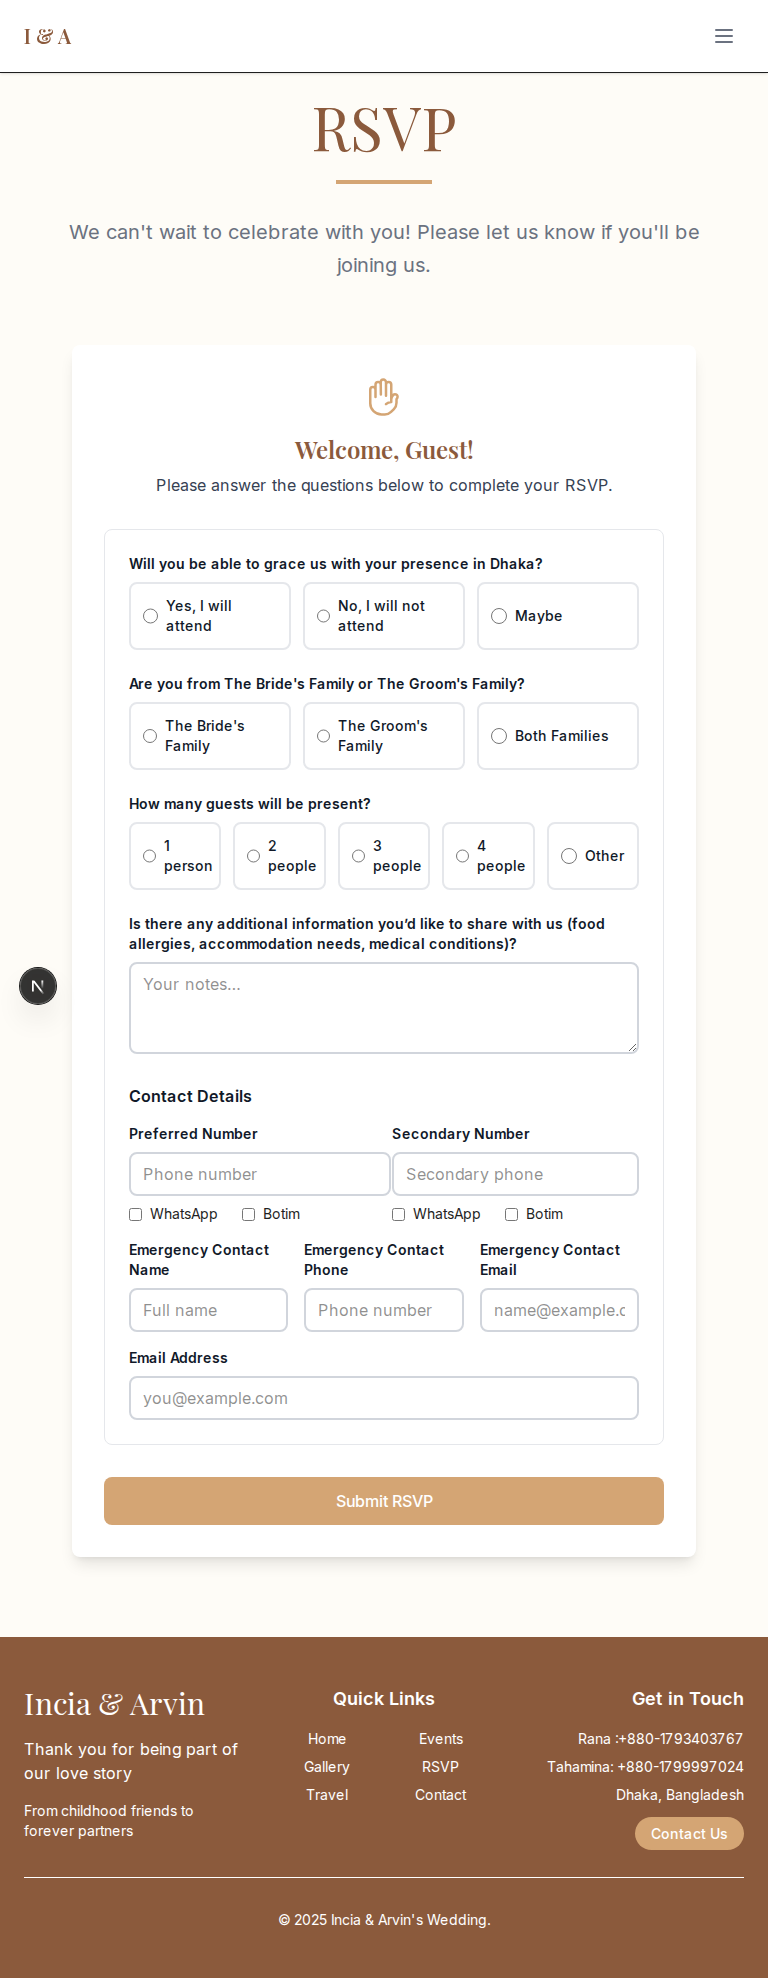 I & A
RSVP
We can't wait to celebrate with you! Please let us know if you'll be
joining us.
Welcome, Guest!
Please answer the questions below to complete your RSVP.
Will you be able to grace us with your presence in Dhaka?
Yes, I will
attend
No, I will not
attend
Maybe
Are you from The Bride's Family or The Groom's Family?
The Bride's
Family
The Groom's
Family
Both Families
How many guests will be present?
1
person
2
people
3
people
4
people
Other
Is there any additional information you'd like to share with us (food
allergies, accommodation needs, medical conditions)?
Your notes...
N
Contact Details
Preferred Number
Secondary Number
Phone number
Secondary phone
WhatsApp
Botim
WhatsApp
Botim
Emergency Contact
Name
Emergency Contact
Phone
Emergency Contact
Email
Full name
Phone number
name@example.c
Email Address
you@example.com
Submit RSVP
Incia & Arvin
Thank you for being part of
our love story
From childhood friends to
forever partners
Quick Links
Home
Events
Gallery
RSVP
Travel
Contact
Get in Touch
Rana :+880-1793403767
Tahamina: +880-1799997024
Dhaka, Bangladesh
Contact Us
© 2025 Incia & Arvin's Wedding.